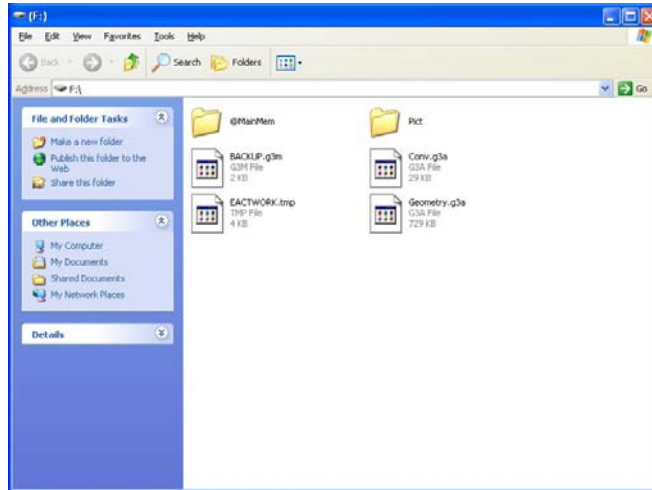 (F:)
File Edit View Favorites Tools Help
Back Search Folders
Address F:\ Go
File and Folder Tasks
Make a new folder
Publish this folder to the
Web
Share this folder
Other Places
My Computer
My Documents
Shared Documents
My Network Places
Details
@MainMem
Pict
BACKUP.g3m
G3M File
2 KB
Conv.g3a
G3A File
29 KB
EACTWORK.tmp
TMP File
4 KB
Geometry.g3a
G3A File
729 KB